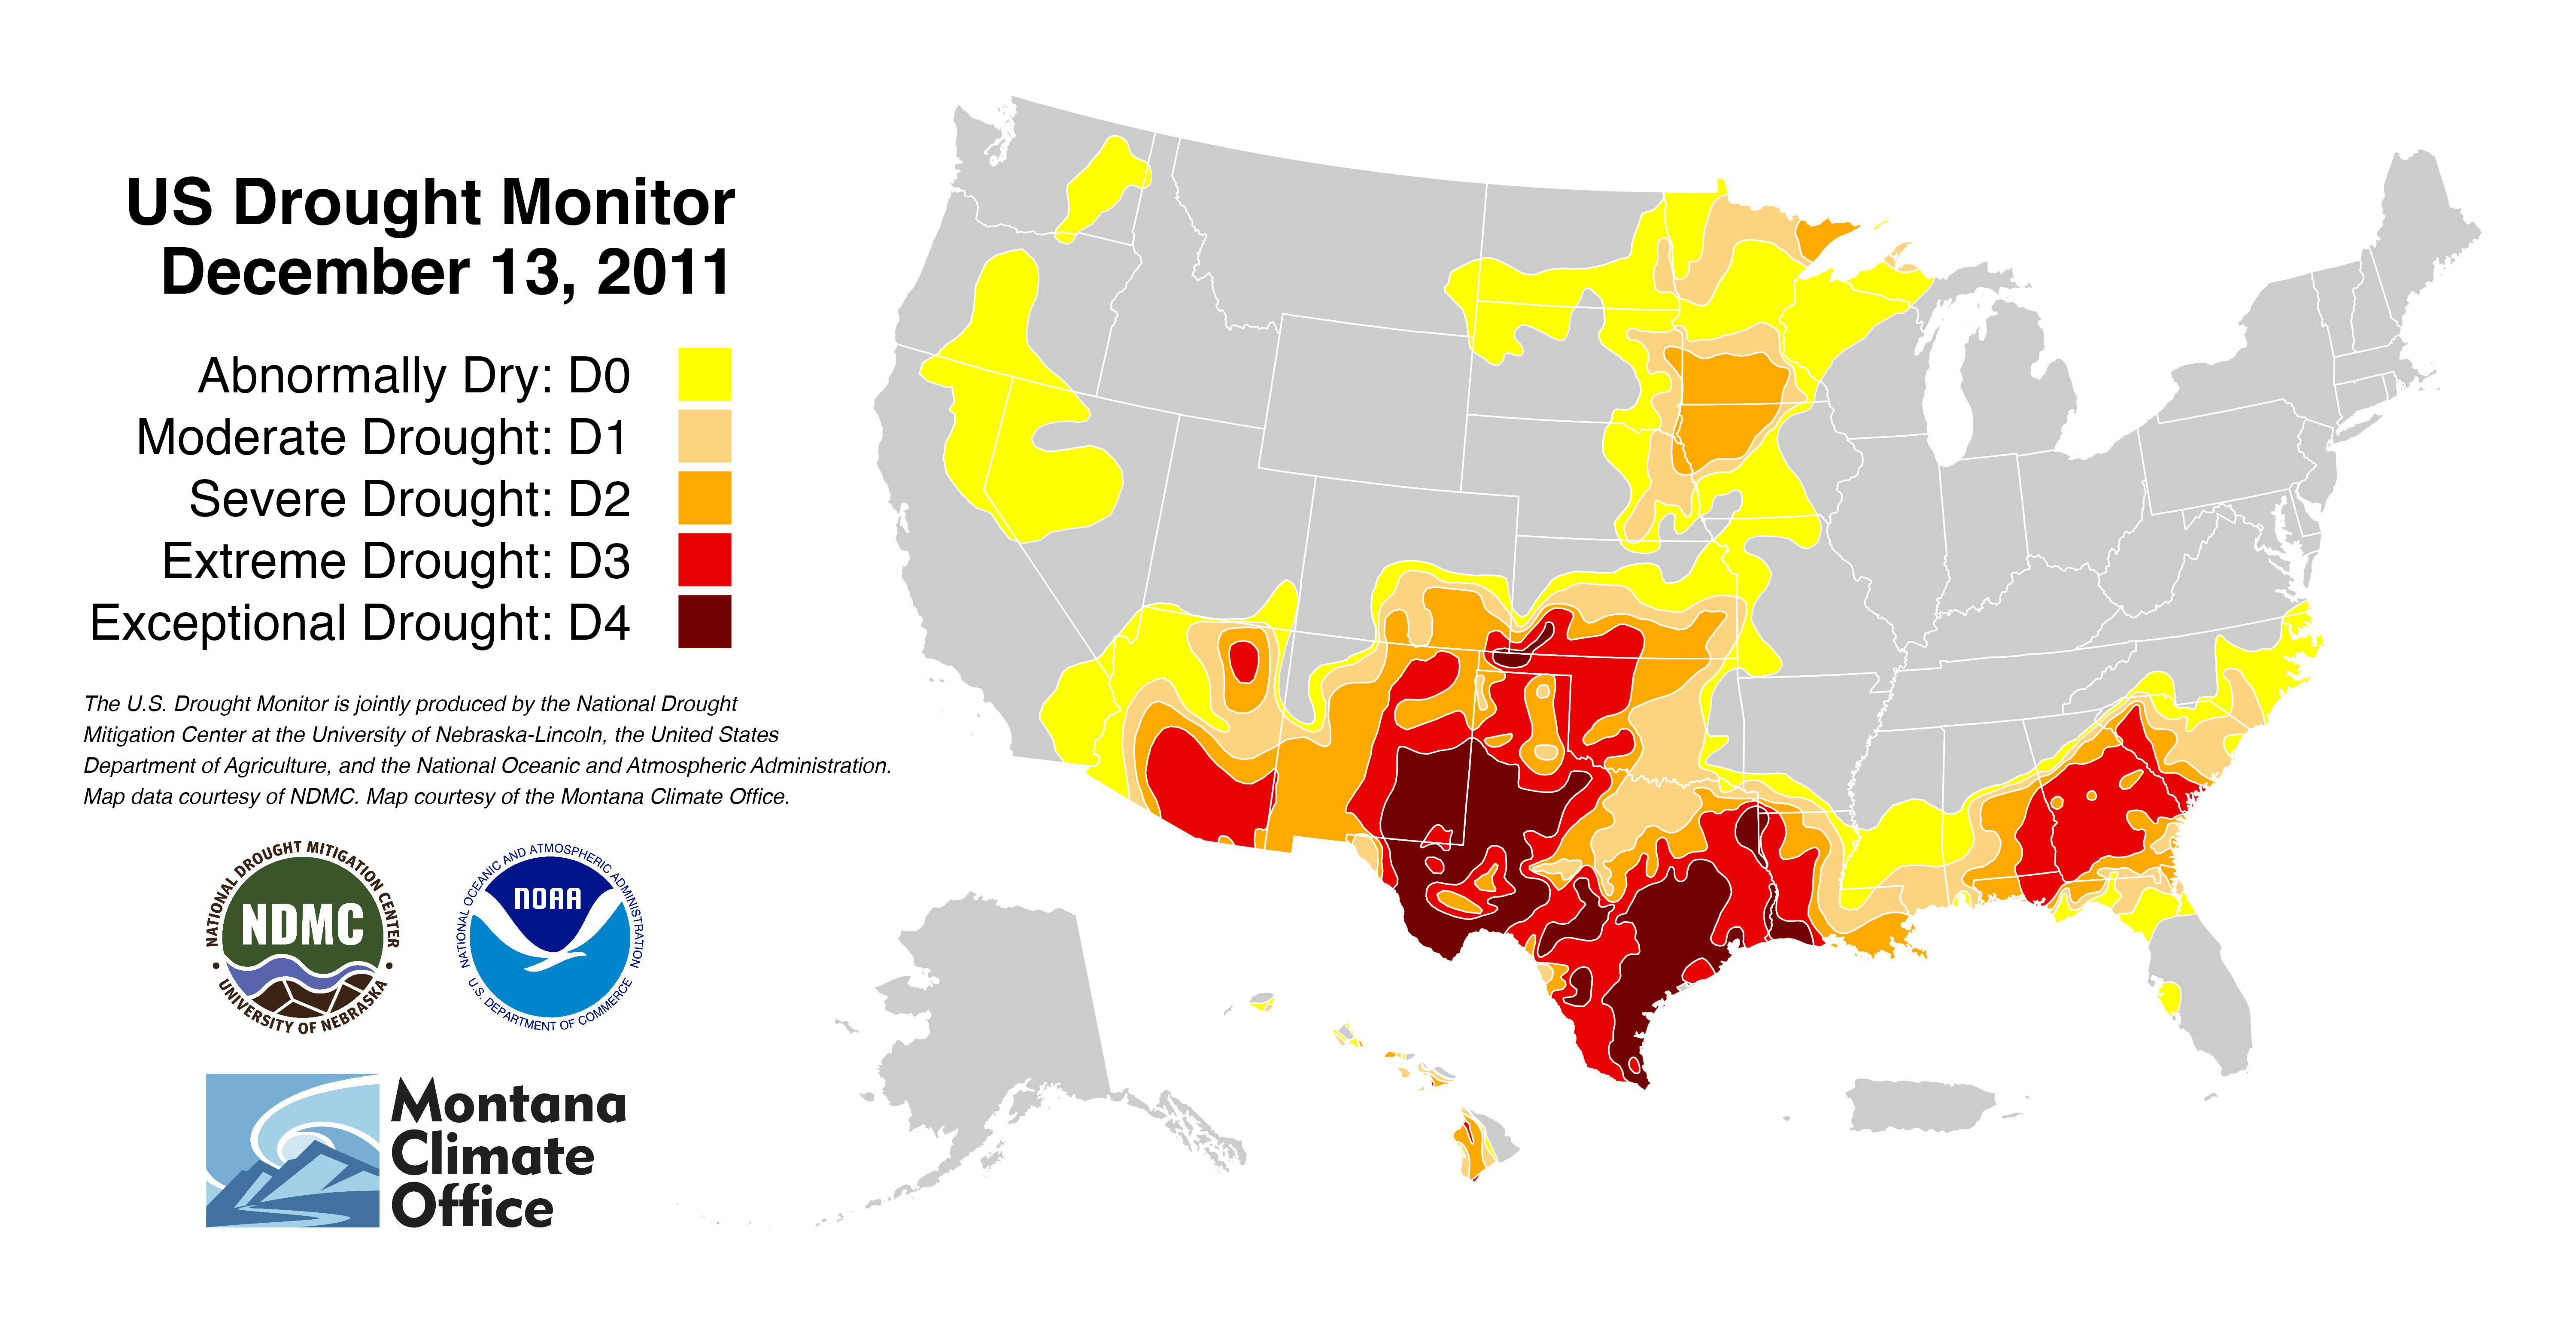 US Drought Monitor
December 13, 2011
Abnormally Dry: D0
Moderate Drought: D1
Severe Drought: D2
Extreme Drought: D3
Exceptional Drought: D4
The U.S. Drought Monitor is jointly produced by the National Drought
Mitigation Center at the University of Nebraska-Lincoln, the United States
Department of Agriculture, and the National Oceanic and Atmospheric Administration.
Map data courtesy of NDMC. Map courtesy of the Montana Climate Office.
NATIONAL DROUGHT MITIGATION CENTER
NDMC
• UNIVERSITY OF NEBRASKA •
NATIONAL OCEANIC AND ATMOSPHERIC ADMINISTRATION
NOAA
U.S. DEPARTMENT OF COMMERCE
Montana
Climate
Office